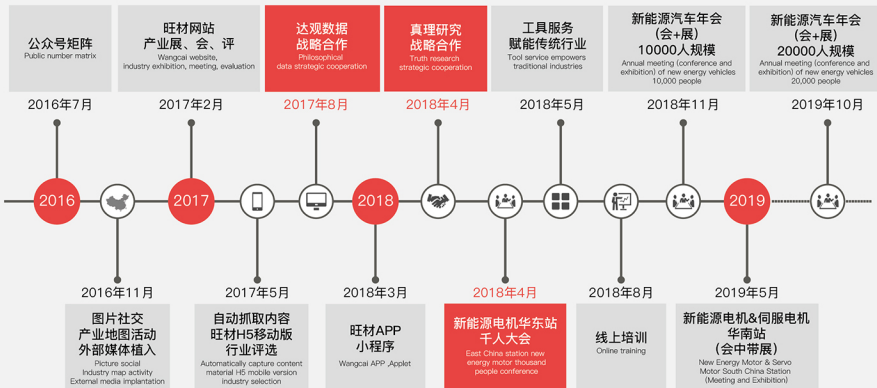 公众号矩阵
Public number matrix
2016年7月
旺材网站
产业展、会、评
Wangcai website,
industry exhibition, meeting, evaluation
2017年2月
达观数据
战略合作
Philosophical
data strategic cooperation
2017年8月
真理研究
战略合作
Truth research
strategic cooperation
2018年4月
工具服务
赋能传统行业
Tool service empowers
traditional industries
2018年5月
新能源汽车年会
(会+展)
10000人规模
Annual meeting (conference and
exhibition) of new energy vehicles
10,000 people
2018年11月
新能源汽车年会
(会+展)
20000人规模
Annual meeting (conference and
exhibition) of new energy vehicles
20,000 people
2019年10月
2016
2017
2018
2019
2016年11月
图片社交
产业地图活动
外部媒体植入
Picture social
Industry map activity
External media implantation
2017年5月
自动抓取内容
旺材H5移动版
行业评选
Automatically capture content
material H5 mobile version
industry selection
2018年3月
旺材APP
小程序
Wangcai APP ,Applet
2018年4月
新能源电机华东站
千人大会
East China station new
energy motor thousand
people conference
2018年8月
线上培训
Online training
2019年5月
新能源电机&伺服电机
华南站
(会中带展)
New Energy Motor & Servo
Motor South China Station
(Meeting and Exhibition)